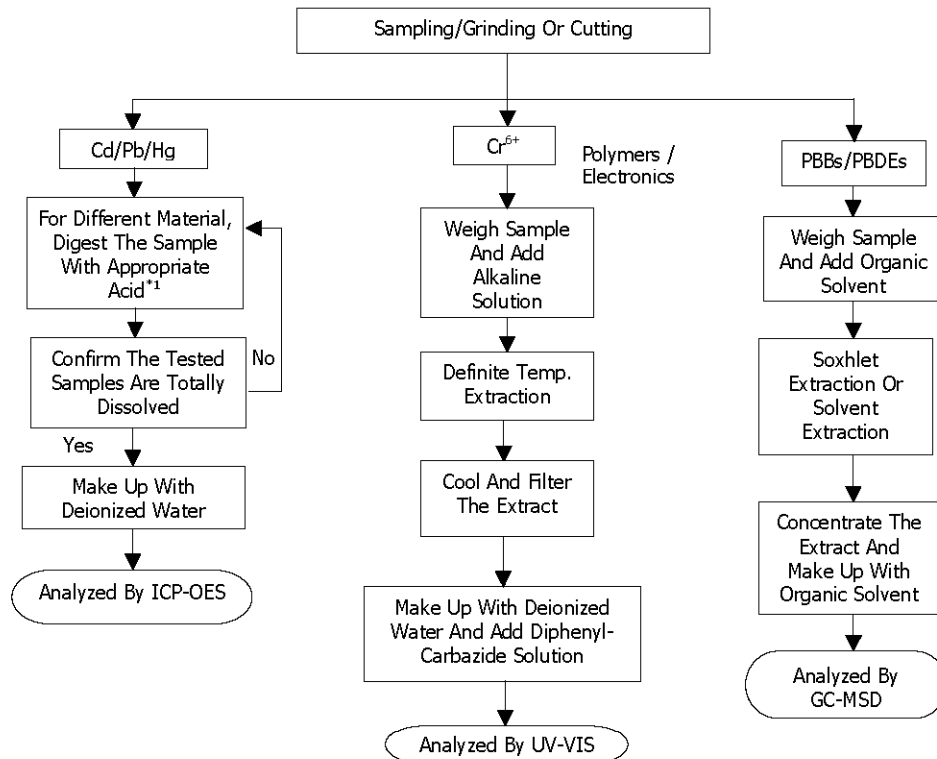 Sampling/Grinding Or Cutting
Cd/Pb/Hg
For Different Material,
Digest The Sample
With Appropriate
Acid*1
Confirm The Tested
Samples Are Totally
Dissolved
No
Yes
Make Up With
Deionized Water
Analyzed By ICP-OES
Cr6+
Polymers /
Electronics
Weigh Sample
And Add
Alkaline
Solution
Definite Temp.
Extraction
Cool And Filter
The Extract
Make Up With Deionized
Water And Add Diphenyl-
Carbazide Solution
Analyzed By UV-VIS
PBBs/PBDEs
Weigh Sample
And Add Organic
Solvent
Soxhlet
Extraction Or
Solvent
Extraction
Concentrate The
Extract And
Make Up With
Organic Solvent
Analyzed By
GC-MSD